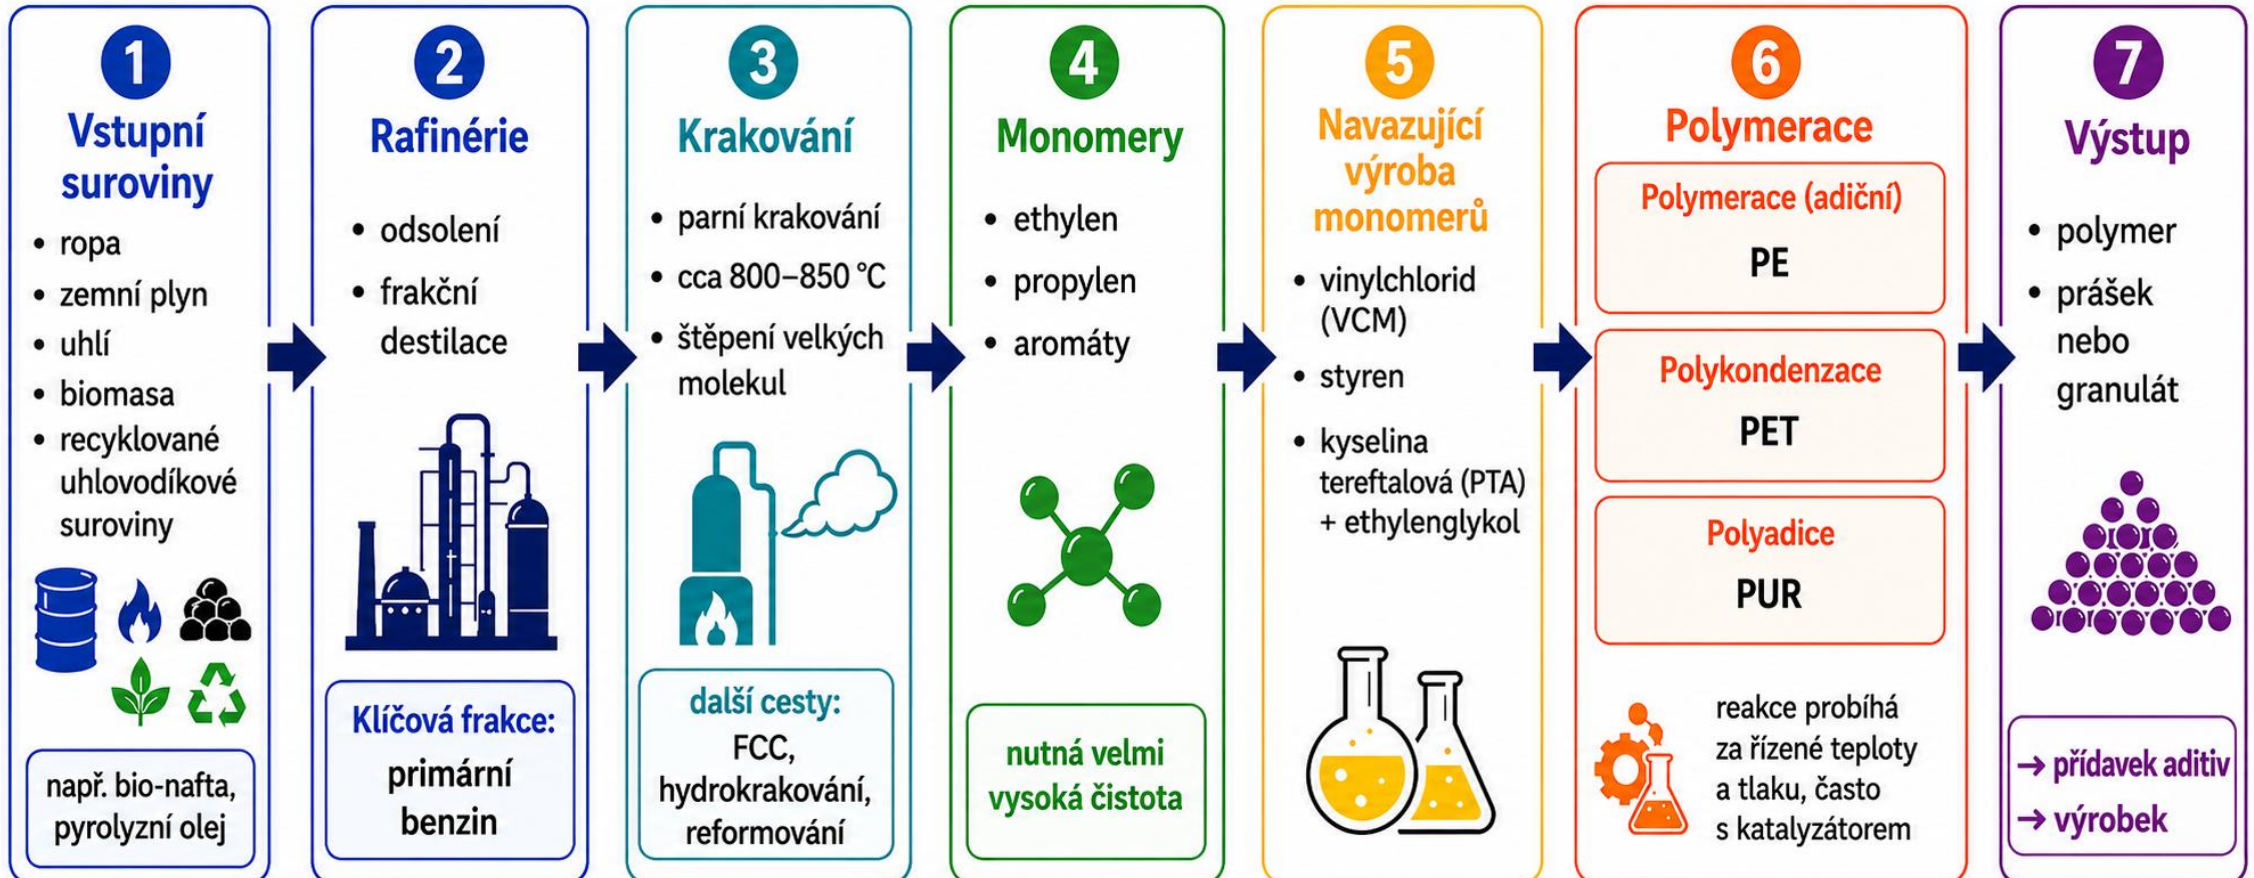 1
Vstupní
suroviny
• ropa
• zemní plyn
• uhlí
• biomasa
• recyklované
uhlovodíkové
suroviny
např. bio-nafta,
pyrolyzní olej
2
Rafinérie
• odsolení
• frakční
destilace
Klíčová frakce:
primární
benzin
3
Krakování
• parní krakování
• cca 800–850 °C
• štěpení velkých
molekul
další cesty:
FCC,
hydrokrakování,
reformování
4
Monomery
• ethylen
• propylen
• aromáty
nutná velmi
vysoká čistota
5
Navazující
výroba
monomerů
• vinylchlorid
(VCM)
• styren
• kyselina
tereftalová (PTA)
+ ethylenglykol
6
Polymerace
Polymerace (adiční)
PE
Polykondenzace
PET
Polyadice
PUR
reakce probíhá
za řízené teploty
a tlaku, často
s katalyzátorem
7
Výstup
• polymer
• prášek
nebo
granulát
→ přídavek aditiv
→ výrobek